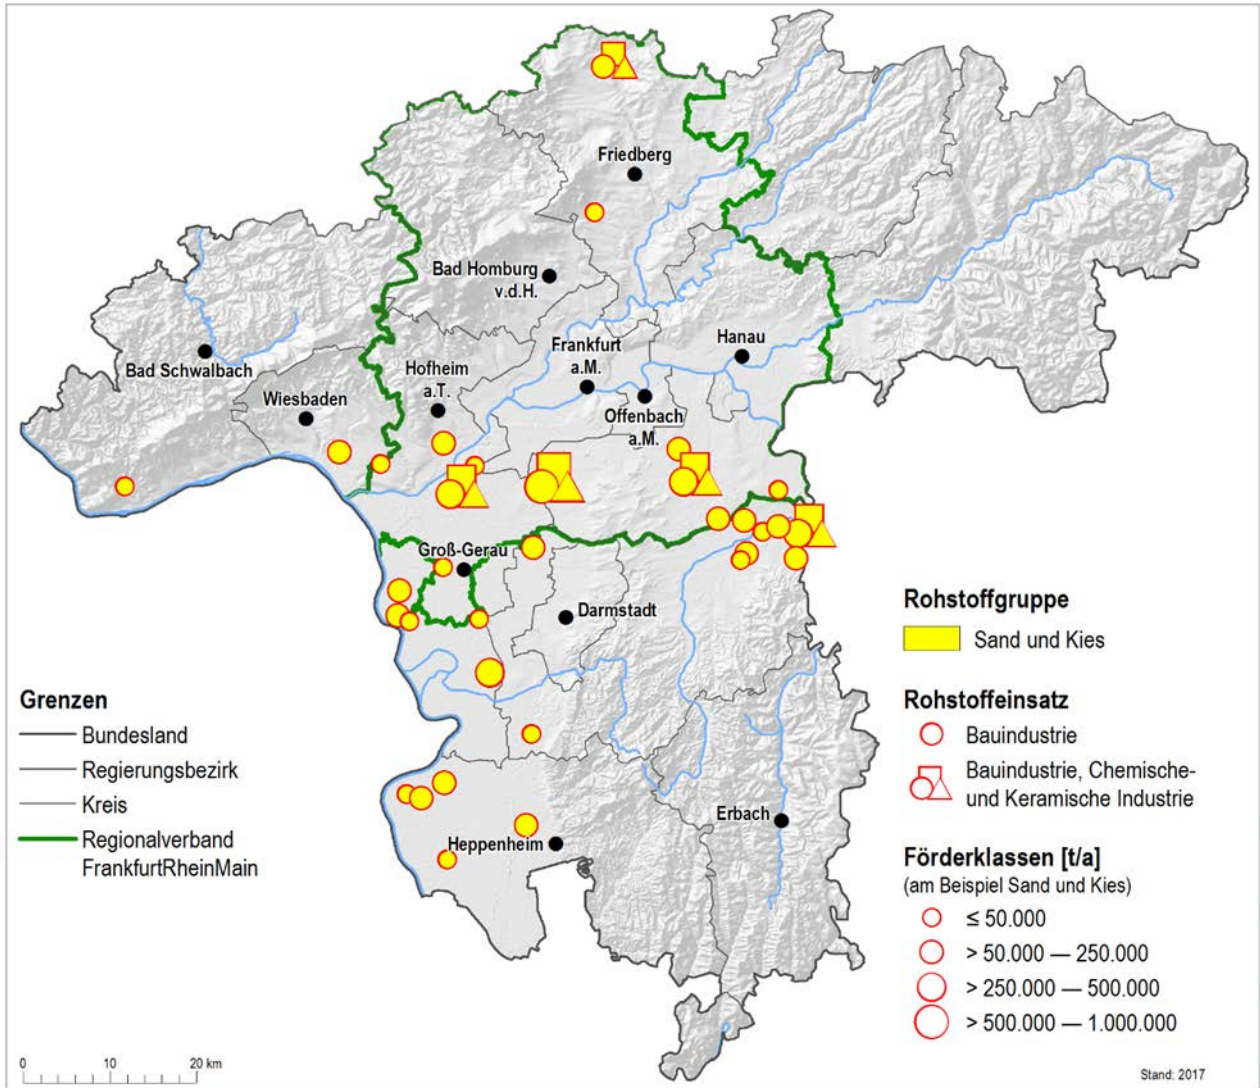 Friedberg
Bad Homburg
v.d.H.
Frankfurt
a.M.
Hanau
Bad Schwalbach
Hofheim
a.T.
Wiesbaden
Offenbach
a.M.
Groß-Gerau
Darmstadt
Erbach
Heppenheim
Grenzen
Bundesland
Regierungsbezirk
Kreis
Regionalverband
FrankfurtRheinMain
Rohstoffgruppe
Sand und Kies
Rohstoffeinsatz
Bauindustrie
Bauindustrie, Chemische-
und Keramische Industrie
Förderklassen [t/a]
(am Beispiel Sand und Kies)
≤ 50.000
> 50.000 — 250.000
> 250.000 — 500.000
> 500.000 — 1.000.000
0 10 20 km
Stand: 2017